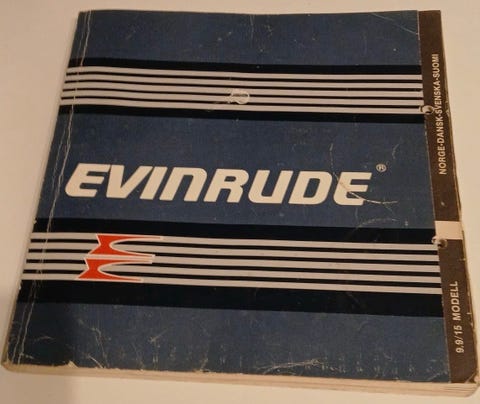 EVINRUDE®
NORGE-DANSK-SVENSKA-SUOMI
9.9/15 MODELL